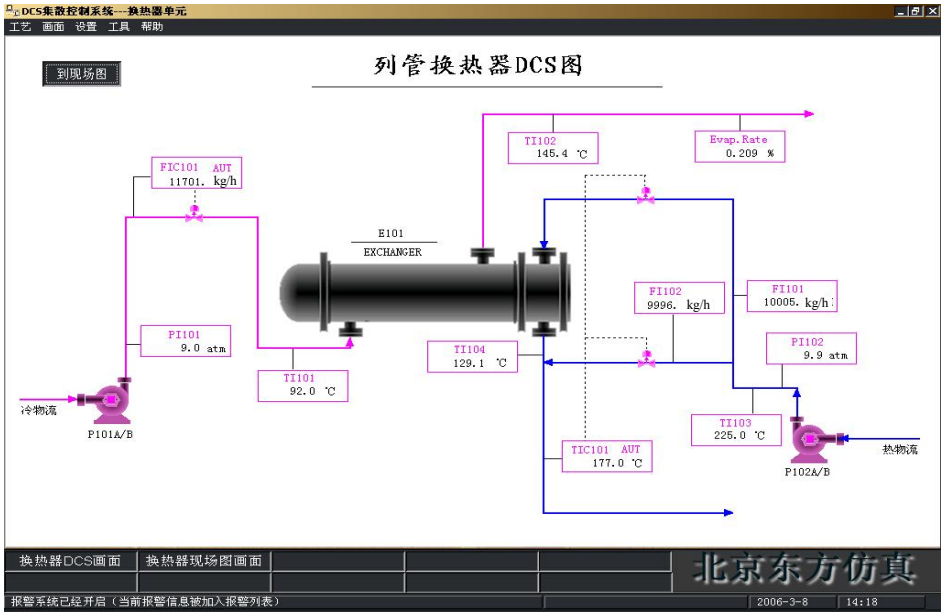 DCS集散控制系统---换热器单元
工艺 画面 设置 工具 帮助
到现场图
列管换热器DCS图
TI102
145.4 ℃
Evap.Rate
0.209 %
FIC101 AUT
11701. kg/h
E101
EXCHANGER
FI102
9996. kg/h
FI101
10005. kg/h
PI101
9.0 atm
TI104
129.1 ℃
PI102
9.9 atm
TI101
92.0 ℃
冷物流
P101A/B
TI103
225.0 ℃
TIC101 AUT
177.0 ℃
热物流
P102A/B
换热器DCS画面 换热器现场图画面
北京东方仿真
报警系统已经开启（当前报警信息被加入报警列表） 2006-3-8 14:18